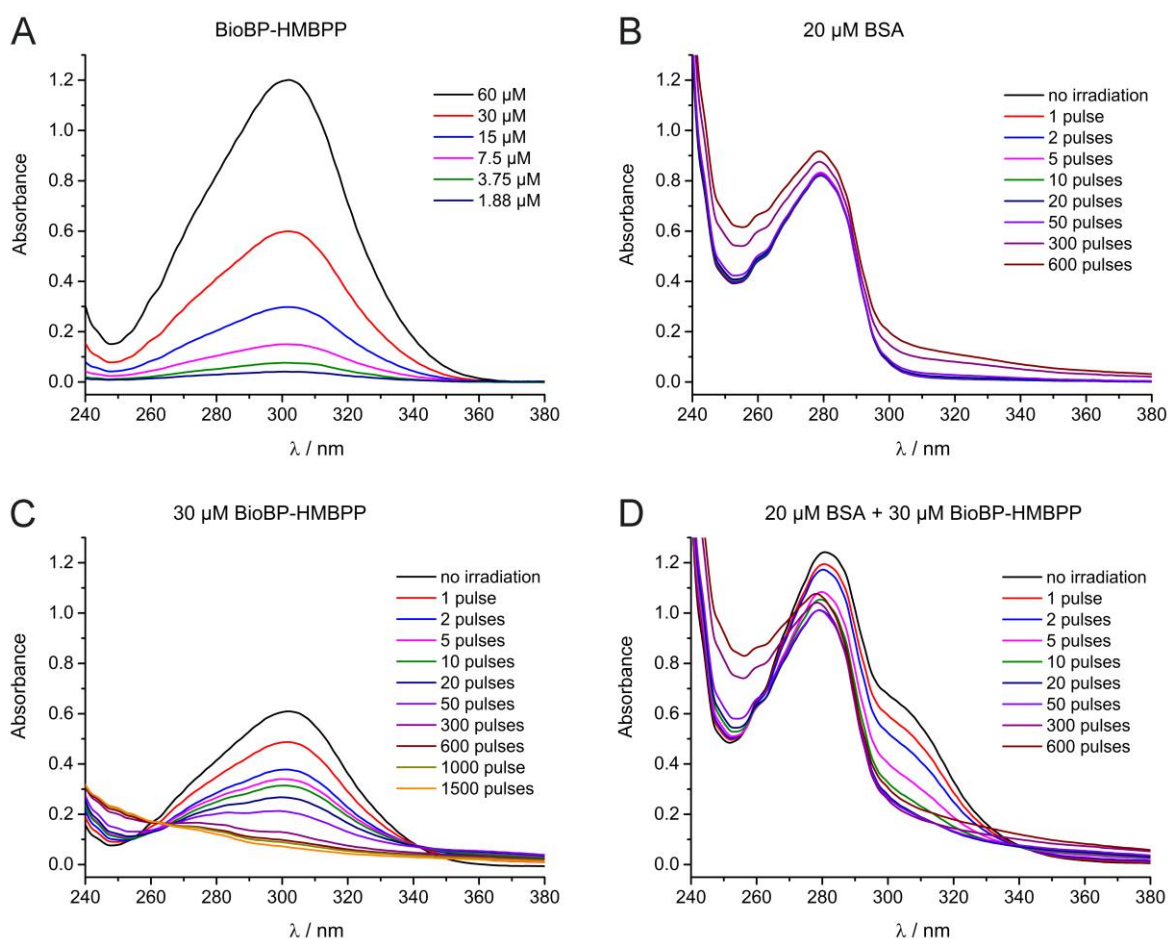 A
BioBP-HMBPP
Absorbance
1.2
1.0
0.8
0.6
0.4
0.2
0.0
240 260 280 300 320 340 360 380
λ / nm
60 µM
30 µM
15 µM
7.5 µM
3.75 µM
1.88 µM
B
20 µM BSA
Absorbance
1.2
1.0
0.8
0.6
0.4
0.2
0.0
240 260 280 300 320 340 360 380
λ / nm
no irradiation
1 pulse
2 pulses
5 pulses
10 pulses
20 pulses
50 pulses
300 pulses
600 pulses
C
30 µM BioBP-HMBPP
Absorbance
1.2
1.0
0.8
0.6
0.4
0.2
0.0
240 260 280 300 320 340 360 380
λ / nm
no irradiation
1 pulse
2 pulses
5 pulses
10 pulses
20 pulses
50 pulses
300 pulses
600 pulses
1000 pulse
1500 pulses
D
20 µM BSA + 30 µM BioBP-HMBPP
Absorbance
1.2
1.0
0.8
0.6
0.4
0.2
0.0
240 260 280 300 320 340 360 380
λ / nm
no irradiation
1 pulse
2 pulses
5 pulses
10 pulses
20 pulses
50 pulses
300 pulses
600 pulses